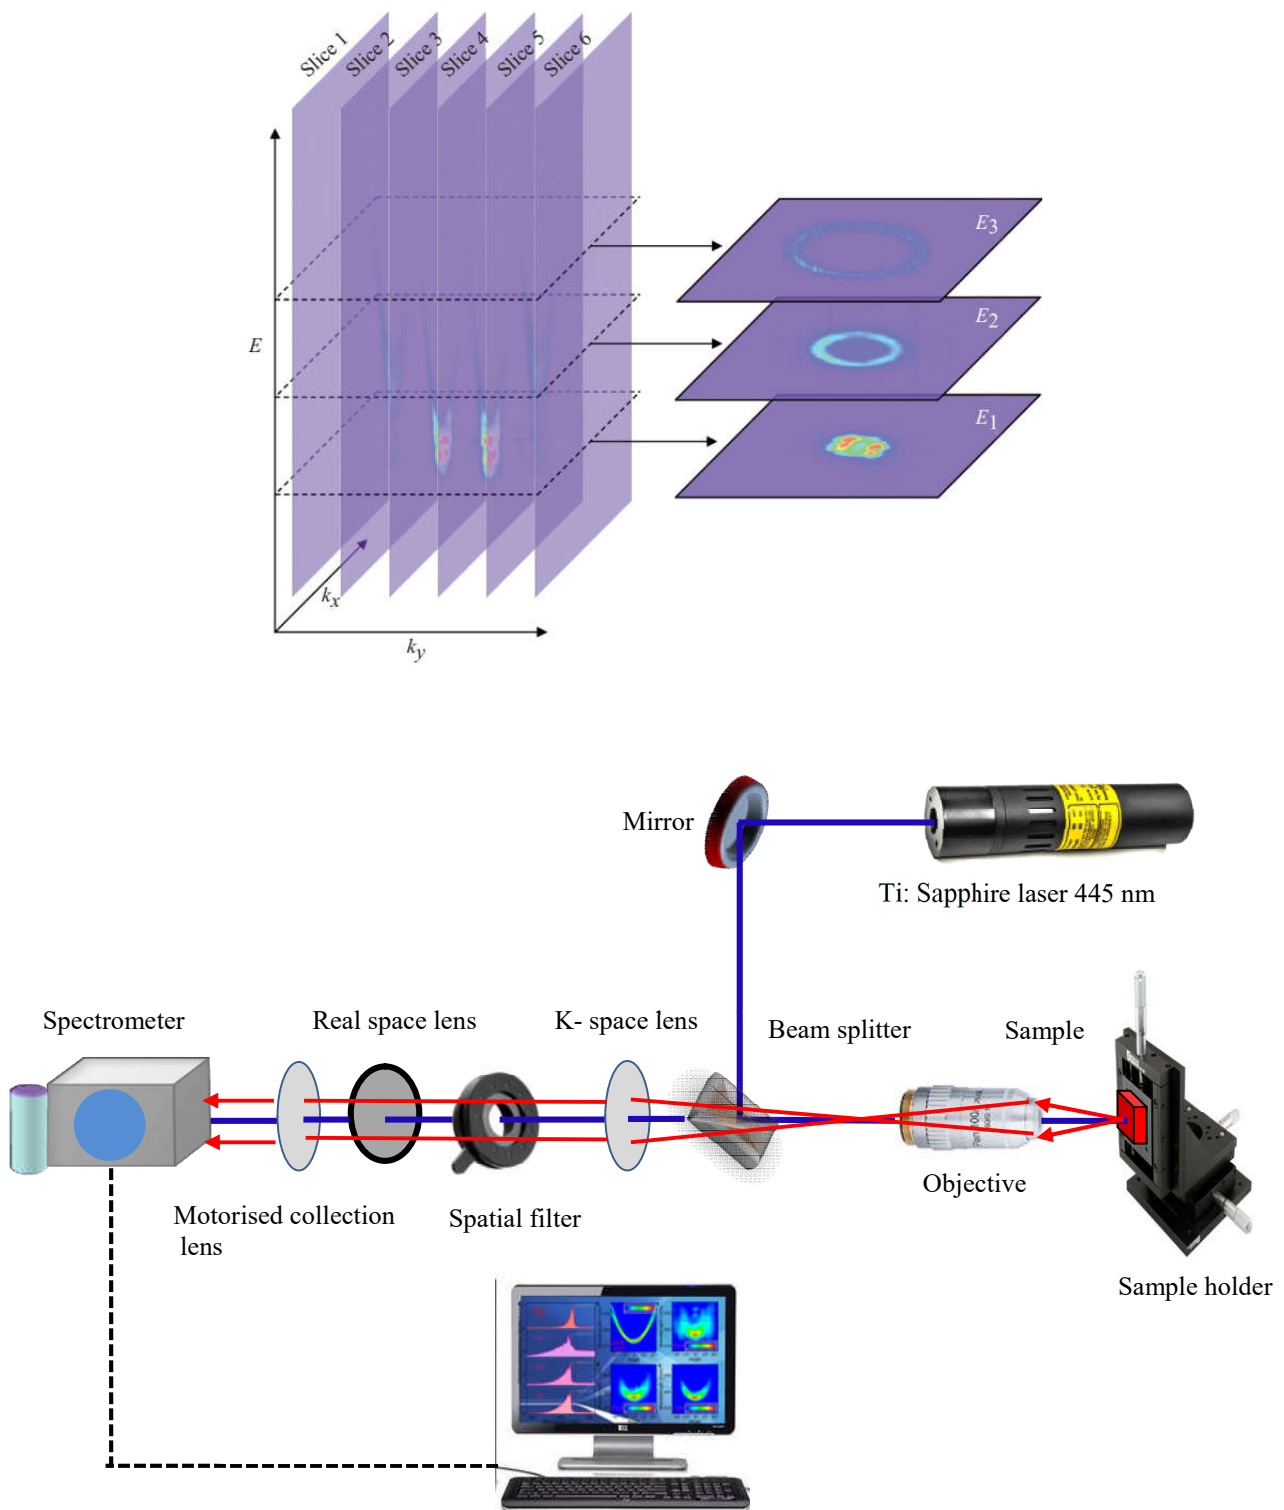 Slice 1
Slice 2
Slice 3
Slice 4
Slice 5
Slice 6
E3
E
E2
E1
kx
ky
Mirror
Ti: Sapphire laser 445 nm
Spectrometer
Real space lens
K- space lens
Beam splitter
Sample
Objective
Motorised collection
lens
Spatial filter
Sample holder